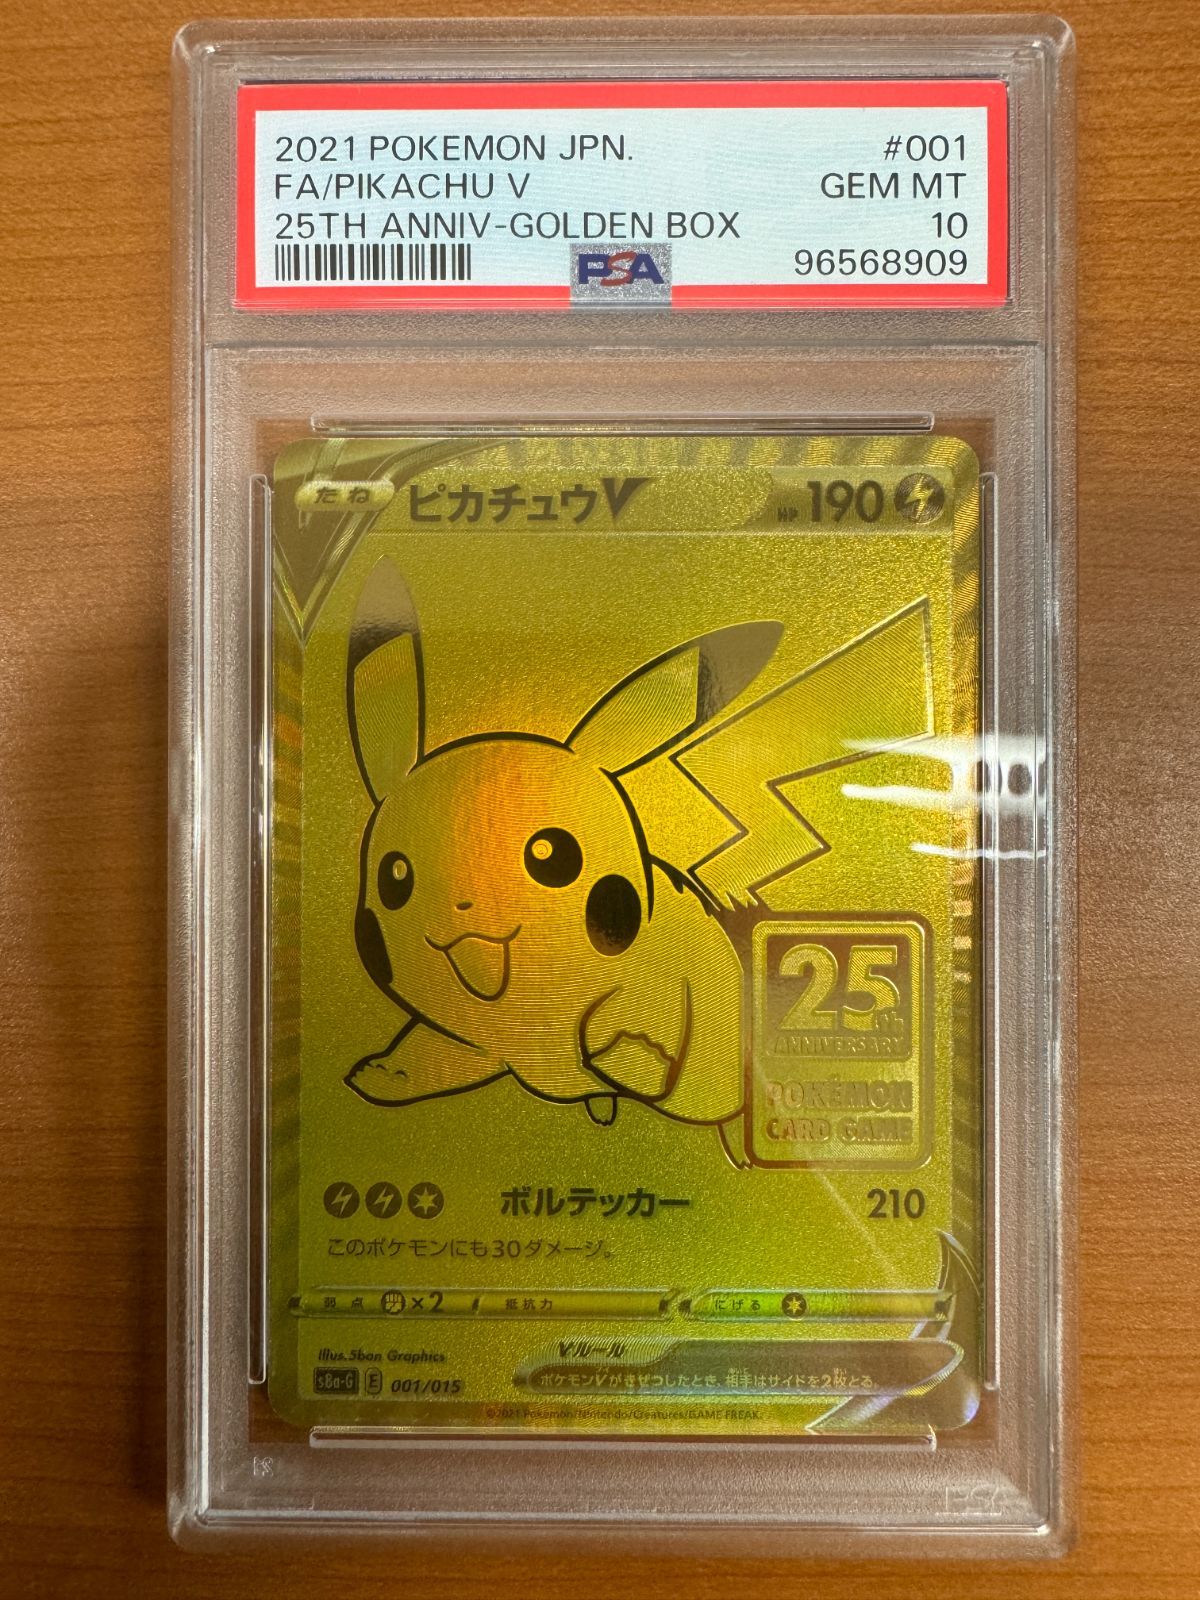 2021 POKEMON JPN. #001
FA/PIKACHU V GEM MT
25TH ANNIV-GOLDEN BOX 10
PSA 96568909
たね ピカチュウV HP 190
25th
ANNIVERSARY
POKÉMON
CARD GAME
ボルテッカー 210
このポケモンにも30ダメージ。
弱点 ×2 抵抗力 にげる
Illus. 5ban Graphics
Vルール
s8a-G E 001/015
ポケモンVがきぜつしたとき、相手はサイドを2枚とる。
©2021 Pokémon/Nintendo/Creatures/GAME FREAK.
PSA